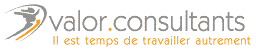 valor.consultants
Il est temps de travailler autrement